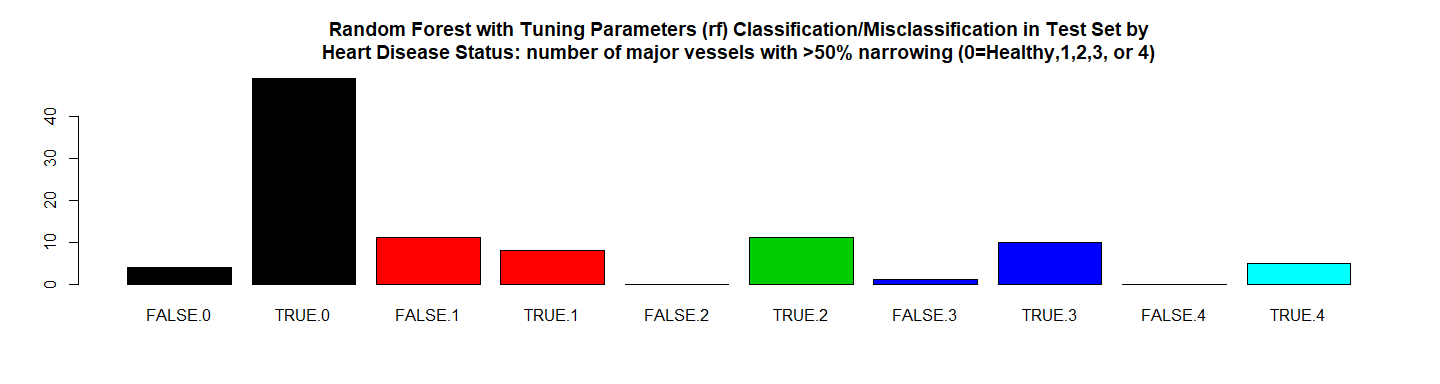 Random Forest with Tuning Parameters (rf) Classification/Misclassification in Test Set by
Heart Disease Status: number of major vessels with >50% narrowing (0=Healthy,1,2,3, or 4)
40
30
20
10
0
FALSE.0 TRUE.0 FALSE.1 TRUE.1 FALSE.2 TRUE.2 FALSE.3 TRUE.3 FALSE.4 TRUE.4